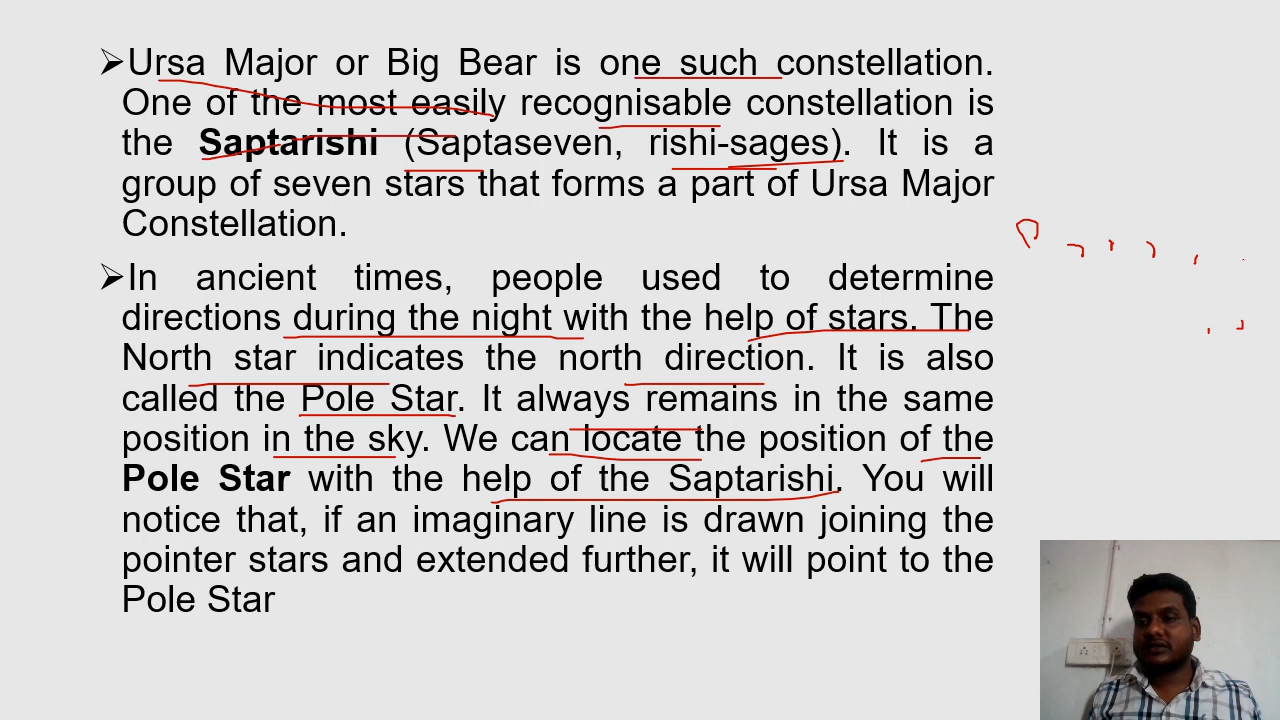 ➢Ursa Major or Big Bear is one such constellation.
One of the most easily recognisable constellation is
the Saptarishi (Saptaseven, rishi-sages). It is a
group of seven stars that forms a part of Ursa Major
Constellation.
➢In ancient times, people used to determine
directions during the night with the help of stars. The
North star indicates the north direction. It is also
called the Pole Star. It always remains in the same
position in the sky. We can locate the position of the
Pole Star with the help of the Saptarishi. You will
notice that, if an imaginary line is drawn joining the
pointer stars and extended further, it will point to the
Pole Star